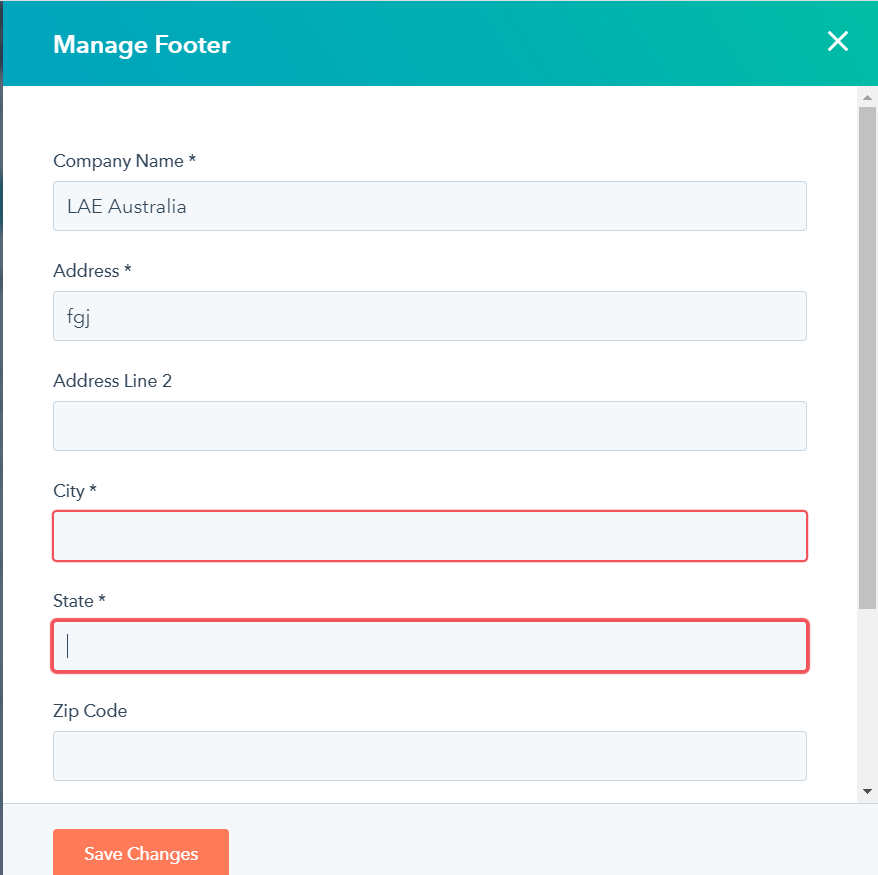 Manage Footer
Company Name *
LAE Australia
Address *
fgj
Address Line 2
City *
State *
Zip Code
Save Changes